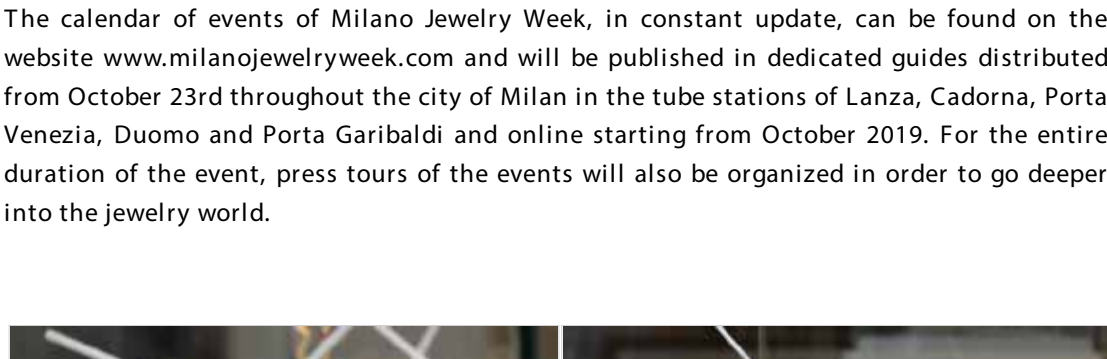 The calendar of events of Milano Jewelry Week, in constant update, can be found on the
website www.milanojewelryweek.com and will be published in dedicated guides distributed
from October 23rd throughout the city of Milan in the tube stations of Lanza, Cadorna, Porta
Venezia, Duomo and Porta Garibaldi and online starting from October 2019. For the entire
duration of the event, press tours of the events will also be organized in order to go deeper
into the jewelry world.